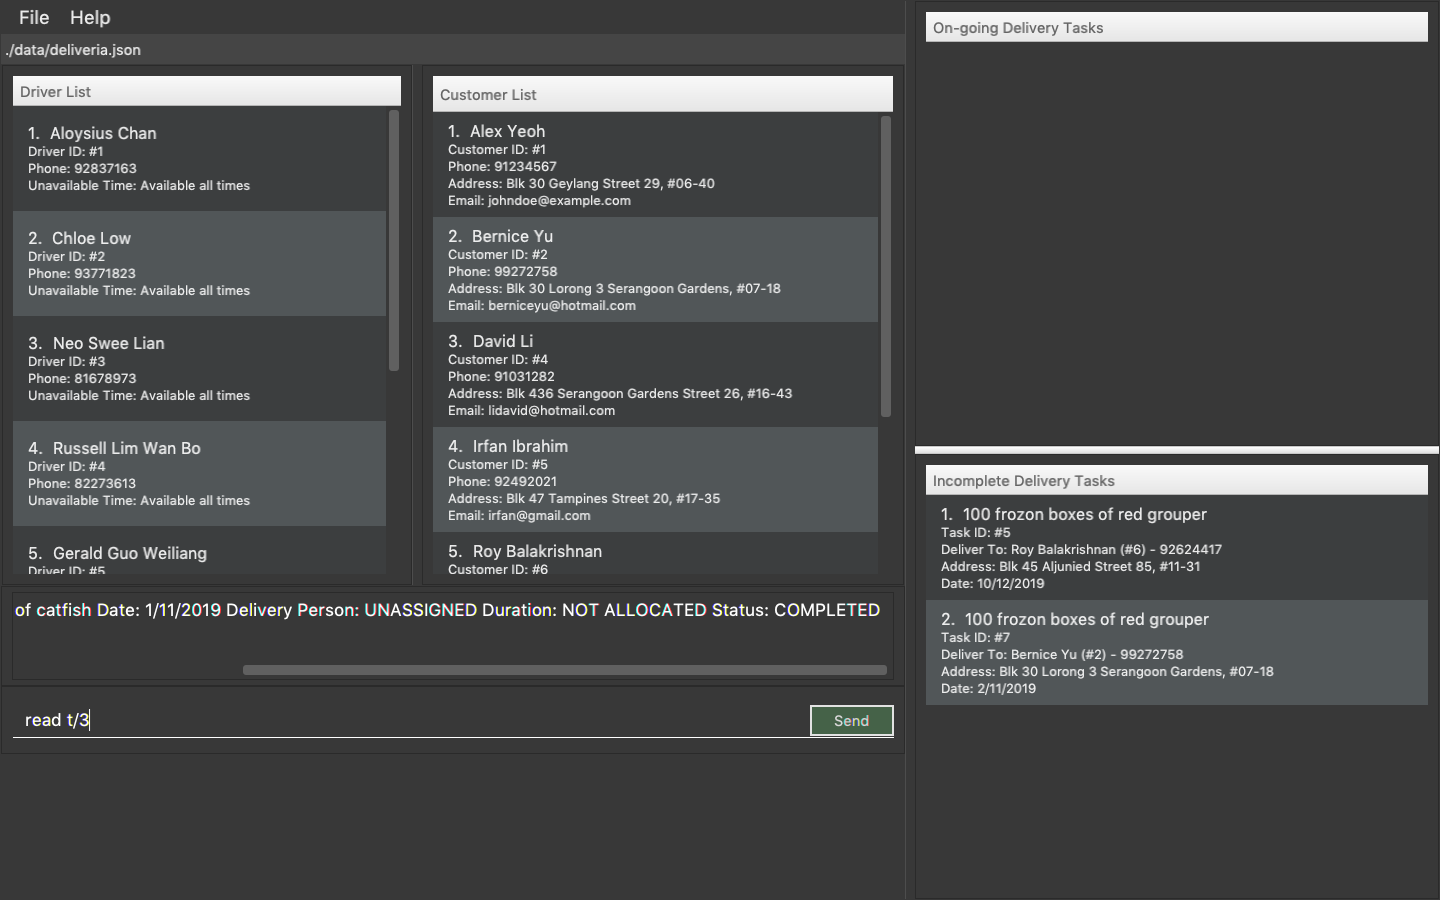 File Help
./data/deliveria.json
Driver List
1. Aloysius Chan
Driver ID: #1
Phone: 92837163
Unavailable Time: Available all times
2. Chloe Low
Driver ID: #2
Phone: 93771823
Unavailable Time: Available all times
3. Neo Swee Lian
Driver ID: #3
Phone: 81678973
Unavailable Time: Available all times
4. Russell Lim Wan Bo
Driver ID: #4
Phone: 82273613
Unavailable Time: Available all times
5. Gerald Guo Weiliang
Driver ID: #5
Customer List
1. Alex Yeoh
Customer ID: #1
Phone: 91234567
Address: Blk 30 Geylang Street 29, #06-40
Email: johndoe@example.com
2. Bernice Yu
Customer ID: #2
Phone: 99272758
Address: Blk 30 Lorong 3 Serangoon Gardens, #07-18
Email: berniceyu@hotmail.com
3. David Li
Customer ID: #4
Phone: 91031282
Address: Blk 436 Serangoon Gardens Street 26, #16-43
Email: lidavid@hotmail.com
4. Irfan Ibrahim
Customer ID: #5
Phone: 92492021
Address: Blk 47 Tampines Street 20, #17-35
Email: irfan@gmail.com
5. Roy Balakrishnan
Customer ID: #6
of catfish Date: 1/11/2019 Delivery Person: UNASSIGNED Duration: NOT ALLOCATED Status: COMPLETED
read t/3
Send
On-going Delivery Tasks
Incomplete Delivery Tasks
1. 100 frozon boxes of red grouper
Task ID: #5
Deliver To: Roy Balakrishnan (#6) - 92624417
Address: Blk 45 Aljunied Street 85, #11-31
Date: 10/12/2019
2. 100 frozon boxes of red grouper
Task ID: #7
Deliver To: Bernice Yu (#2) - 99272758
Address: Blk 30 Lorong 3 Serangoon Gardens, #07-18
Date: 2/11/2019